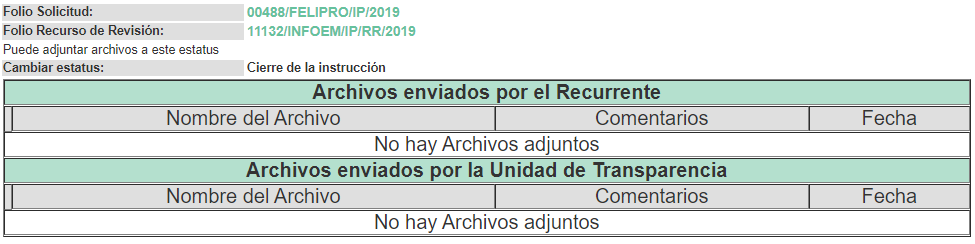 Folio Solicitud: 00488/FELIPRO/IP/2019
Folio Recurso de Revisión: 11132/INFOEM/IP/RR/2019
Puede adjuntar archivos a este estatus
Cambiar estatus: Cierre de la instrucción
Archivos enviados por el Recurrente
Nombre del Archivo Comentarios Fecha
No hay Archivos adjuntos
Archivos enviados por la Unidad de Transparencia
Nombre del Archivo Comentarios Fecha
No hay Archivos adjuntos